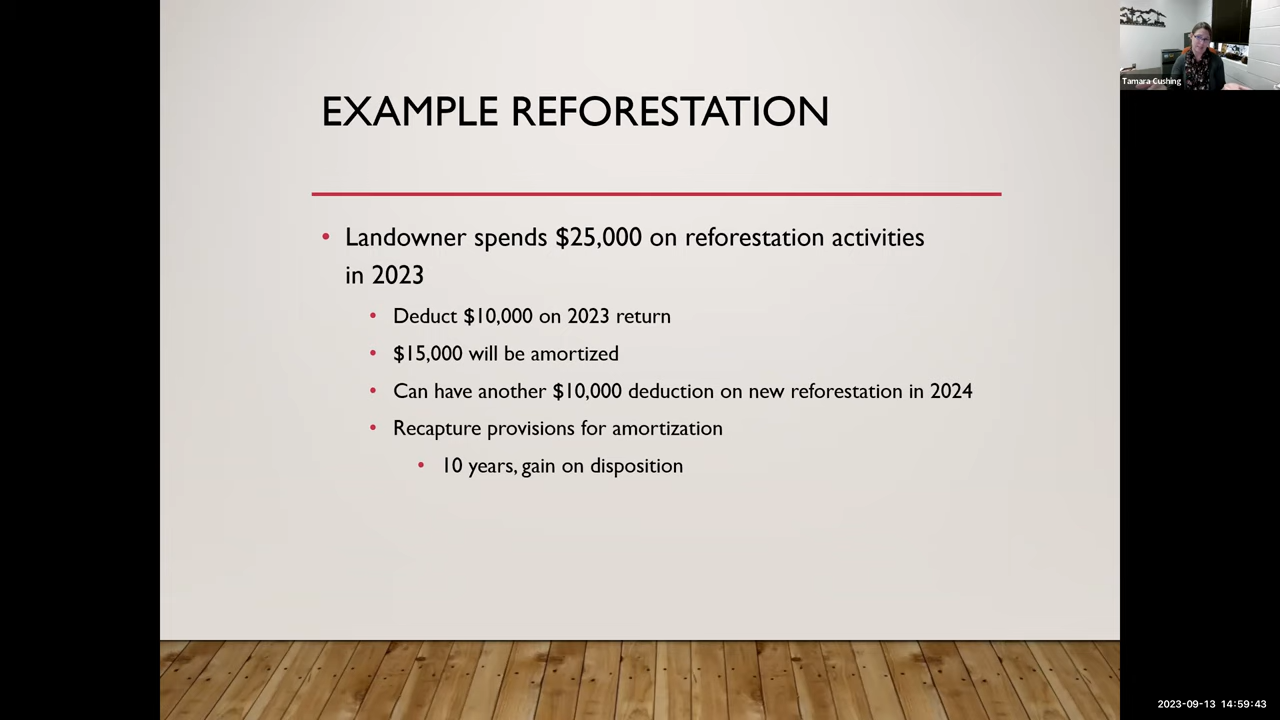 Tamara Cushing
EXAMPLE REFORESTATION
• Landowner spends $25,000 on reforestation activities
in 2023
• Deduct $10,000 on 2023 return
• $15,000 will be amortized
• Can have another $10,000 deduction on new reforestation in 2024
• Recapture provisions for amortization
• 10 years, gain on disposition
2023-09-13 14:59:43